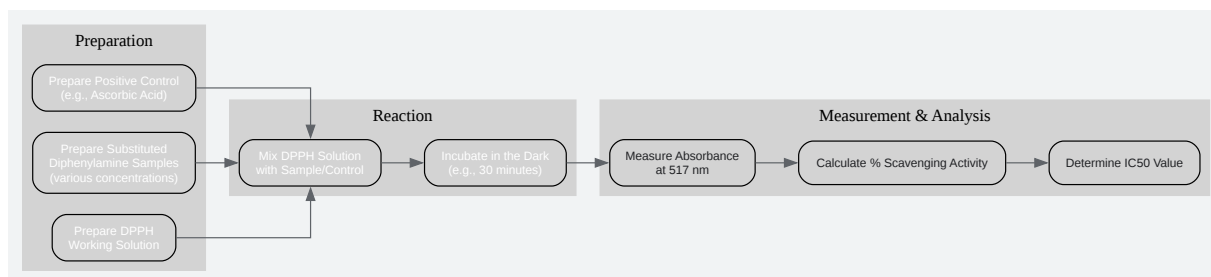 Preparation
Prepare Positive Control
(e.g., Ascorbic Acid)
Prepare Substituted
Diphenylamine Samples
(various concentrations)
Prepare DPPH
Working Solution
Reaction
Mix DPPH Solution
with Sample/Control
Incubate in the Dark
(e.g., 30 minutes)
Measurement & Analysis
Measure Absorbance
at 517 nm
Calculate % Scavenging Activity
Determine IC50 Value